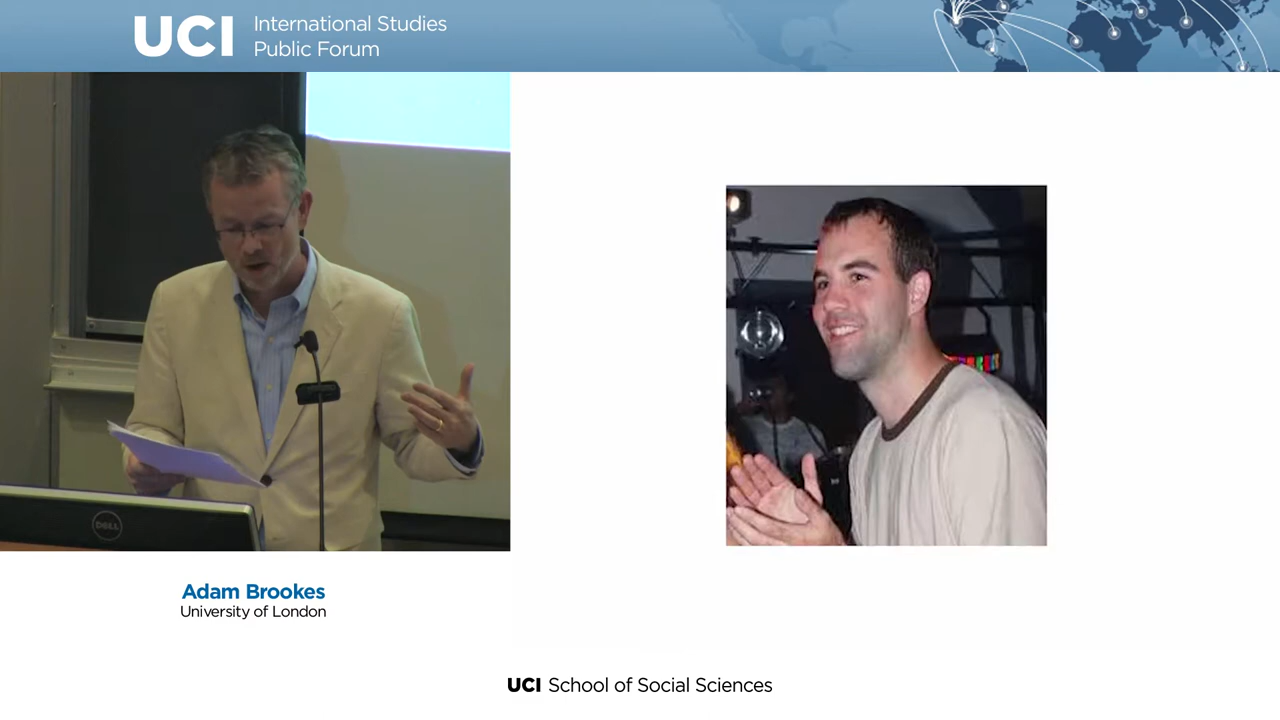 UCI
International Studies
Public Forum
DELL
Adam Brookes
University of London
UCI School of Social Sciences